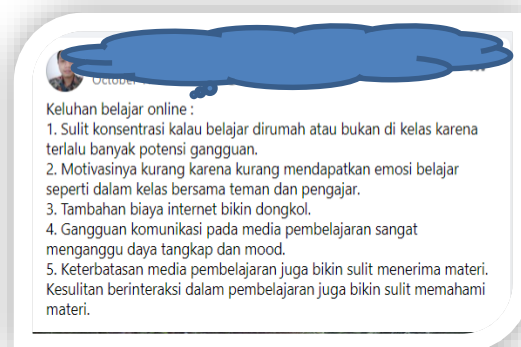 October
Keluhan belajar online :
1. Sulit konsentrasi kalau belajar dirumah atau bukan di kelas karena
terlalu banyak potensi gangguan.
2. Motivasinya kurang karena kurang mendapatkan emosi belajar
seperti dalam kelas bersama teman dan pengajar.
3. Tambahan biaya internet bikin dongkol.
4. Gangguan komunikasi pada media pembelajaran sangat
menganggu daya tangkap dan mood.
5. Keterbatasan media pembelajaran juga bikin sulit menerima materi.
Kesulitan berinteraksi dalam pembelajaran juga bikin sulit memahami
materi.